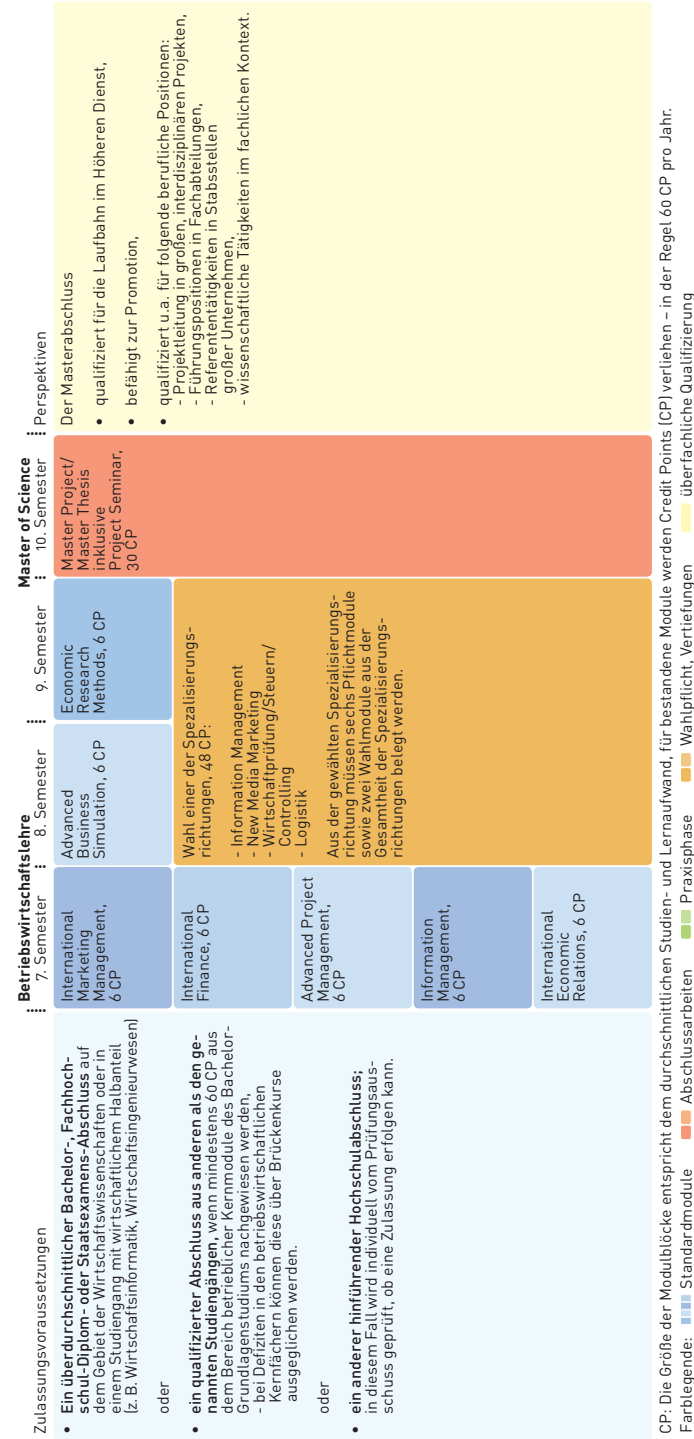 Betriebswirtschaftslehre
Master of Science
Zulassungsvoraussetzungen
7. Semester
8. Semester
9. Semester
10. Semester
Perspektiven
• Ein überdurchschnittlicher Bachelor-, Fachhoch-
schul-Diplom- oder Staatsexamens-Abschluss auf
dem Gebiet der Wirtschaftswissenschaften oder in
einem Studiengang mit wirtschaftlichem Halbanteil
(z. B. Wirtschaftsinformatik, Wirtschaftsingenieurwesen)
oder
• ein qualifizierter Abschluss aus anderen als den ge-
nannten Studiengängen, wenn mindestens 60 CP aus
dem Bereich betrieblicher Kernmodule des Bachelor-
Grundlagenstudiums nachgewiesen werden,
- bei Defiziten in den betriebswirtschaftlichen
Kernfächern können diese über Brückenkurse
ausgeglichen werden.
oder
• ein anderer hinführender Hochschulabschluss;
in diesem Fall wird individuell vom Prüfungsaus-
schuss geprüft, ob eine Zulassung erfolgen kann.
International
Marketing
Management,
6 CP
International
Finance, 6 CP
Advanced Project
Management,
6 CP
Information
Management,
6 CP
International
Economic
Relations, 6 CP
Advanced
Business
Simulation, 6 CP
Economic
Research
Methods, 6 CP
Wahl einer der Spezalisierungs-
richtungen, 48 CP:
- Information Management
- New Media Marketing
- Wirtschaftprüfung/Steuern/
Controlling
- Logistik
Aus der gewählten Spezialisierungs-
richtung müssen sechs Pflichtmodule
sowie zwei Wahlmodule aus der
Gesamtheit der Spezialisierungs-
richtungen belegt werden.
Master Project/
Master Thesis
inklusive
Project Seminar,
30 CP
Der Masterabschluss
• qualifiziert für die Laufbahn im Höheren Dienst,
• befähigt zur Promotion,
• qualifiziert u.a. für folgende berufliche Positionen:
- Projektleitung in großen, interdisziplinären Projekten,
- Führungspositionen in Fachabteilungen,
- Referententätigkeiten in Stabsstellen
großer Unternehmen,
- wissenschaftliche Tätigkeiten im fachlichen Kontext.
CP: Die Größe der Modulblöcke entspricht dem durchschnittlichen Studien- und Lernaufwand, für bestandene Module werden Credit Points (CP) verliehen – in der Regel 60 CP pro Jahr.
Farblegende: Standardmodule Abschlussarbeiten Praxisphase Wahlpflicht, Vertiefungen überfachliche Qualifizierung